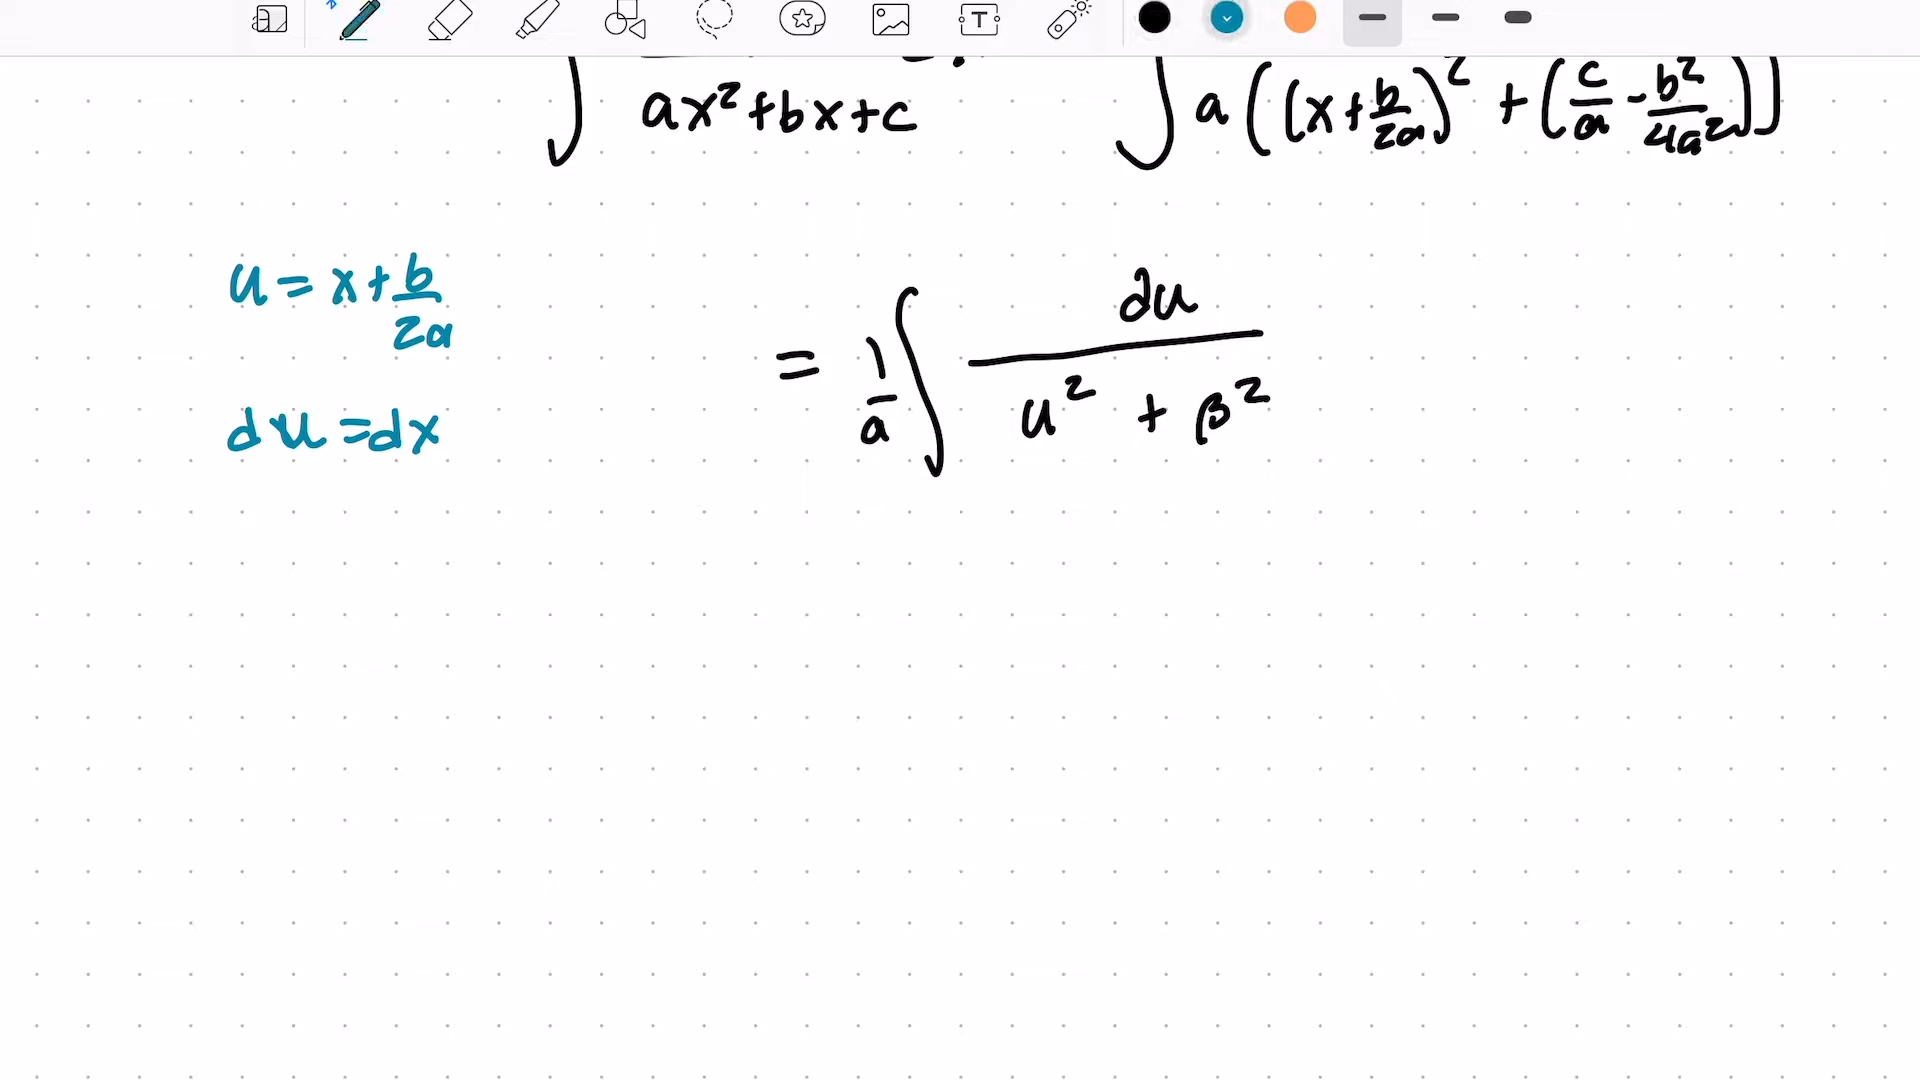 ∫ ax²+bx+c ∫ a((x+b/2a)² + (c/a - b²/4a²))
u = x+b/2a
= 1/a ∫ du/(u² + β²)
du = dx